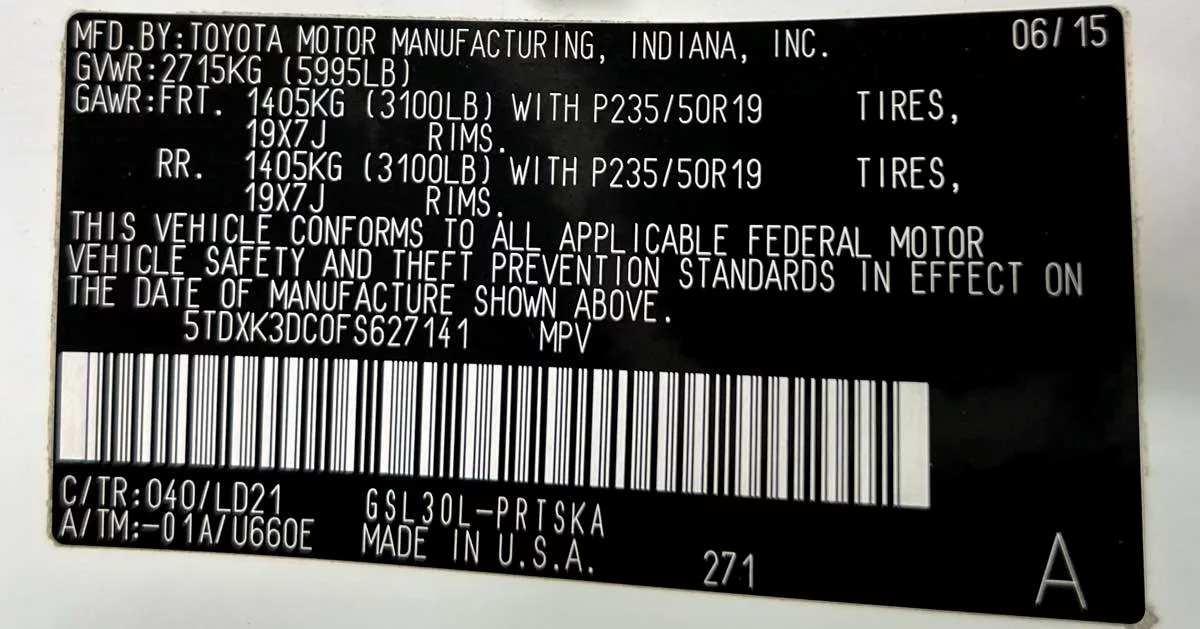 MFD.BY:TOYOTA MOTOR MANUFACTURING, INDIANA, INC. 06/15
GVWR:2715KG (5995LB)
GAWR:FRT. 1405KG (3100LB) WITH P235/50R19 TIRES,
19X7J RIMS.
RR. 1405KG (3100LB) WITH P235/50R19 TIRES,
19X7J RIMS.
THIS VEHICLE CONFORMS TO ALL APPLICABLE FEDERAL MOTOR
VEHICLE SAFETY AND THEFT PREVENTION STANDARDS IN EFFECT ON
THE DATE OF MANUFACTURE SHOWN ABOVE.
5TDXK3DC0FS627141 MPV
C/TR:040/LD21 GSL30L-PRTSKA
A/TM:-01A/U660E MADE IN U.S.A. 271 A